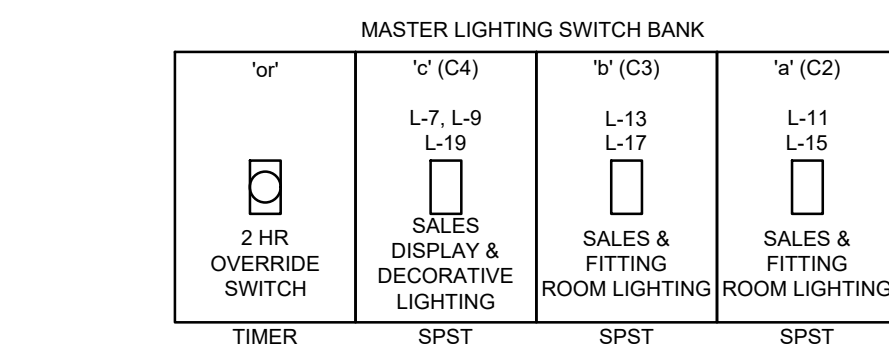 MASTER LIGHTING SWITCH BANK
'or'
2 HR
OVERRIDE
SWITCH
TIMER
'c' (C4)
L-7, L-9
L-19
SALES
DISPLAY &
DECORATIVE
LIGHTING
SPST
'b' (C3)
L-13
L-17
SALES &
FITTING
ROOM LIGHTING
SPST
'a' (C2)
L-11
L-15
SALES &
FITTING
ROOM LIGHTING
SPST